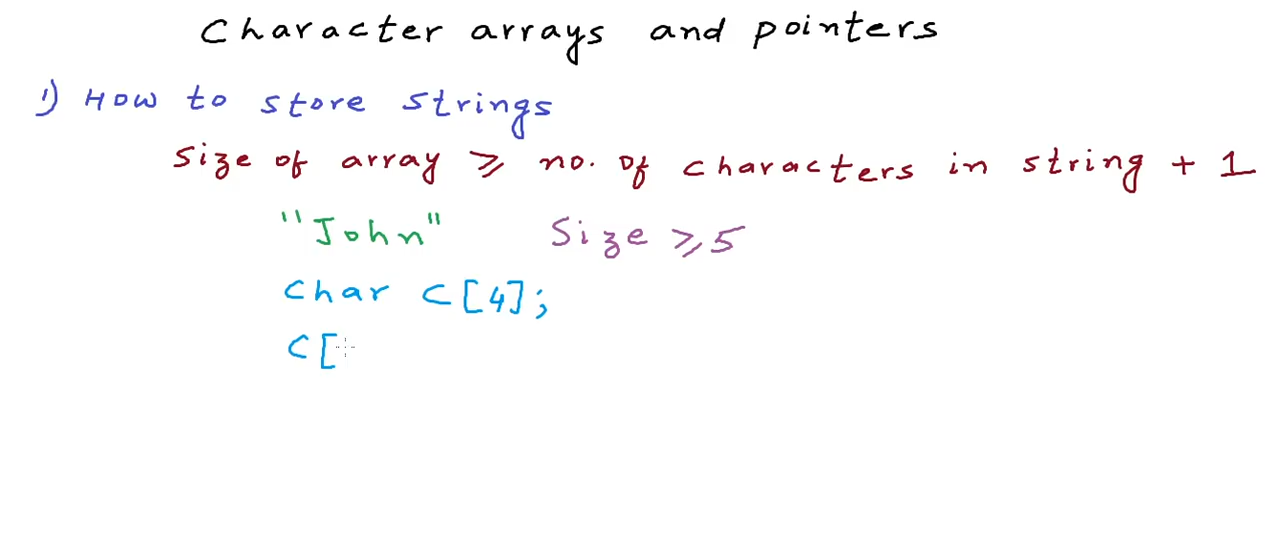 Character arrays and pointers
1) How to store strings
Size of array ≥ no. of characters in string + 1
"John" Size ≥ 5
char C[4];
C[